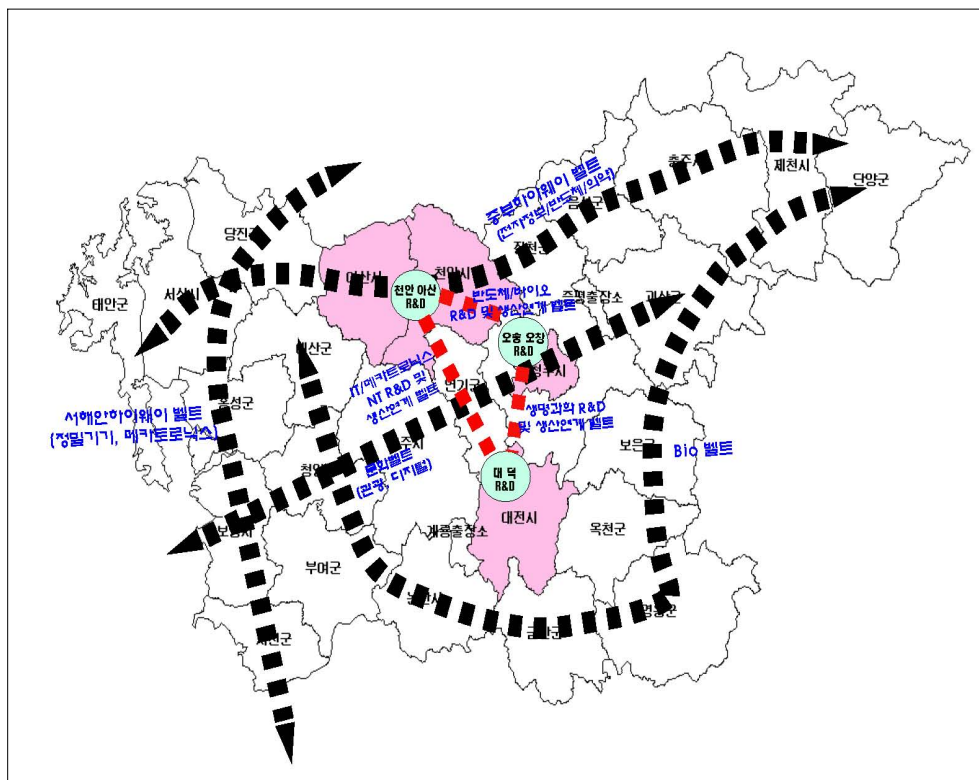 충주시
제천시
단양군
중부하이웨이 벨트
(전자정보/반도체/의약)
음성군
진천군
당진군
아산시
천안시
태안군
서산시
천안 아산
R&D
반도체/바이오
R&D 및 생산연계 벨트
증평출장소
괴산군
오송 오창
R&D
청주시
예산군
IT/메카트로닉스
NT R&D 및
생산연계 벨트
연기군
서해안하이웨이 벨트
(정밀기기, 메카트로닉스)
홍성군
생명과의 R&D
및 생산연계 벨트
보은군
Bio 벨트
청양
주시
문화벨트
(관광, 디지털)
대 덕
R&D
대전시
옥천군
계룡출장소
보령시
부여군
논산시
금산군
영동군
서천군